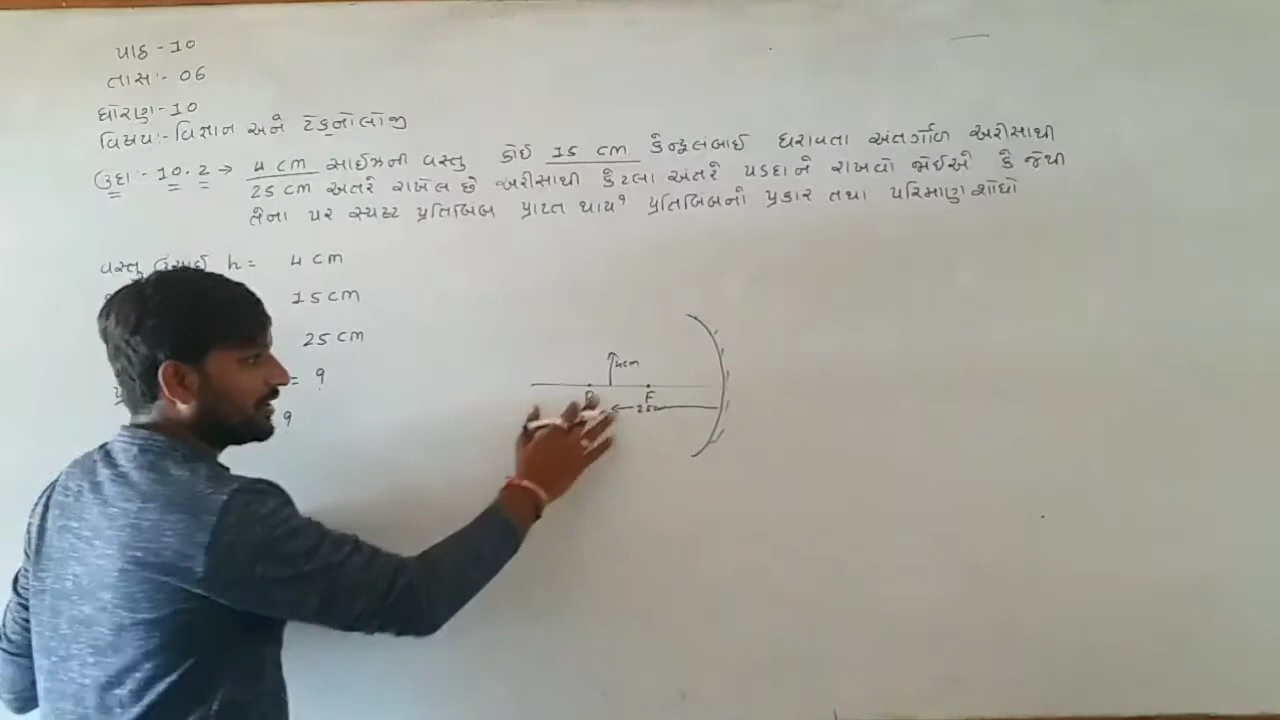 પાઠ - 10
તાસ :- 06
ધોરણ - 10
વિષય :- વિજ્ઞાન અને ટેકનોલોજી
ઉદા :- 10.2 → 4 cm સાઈઝની વસ્તુ કોઈ 15 cm કેન્દ્રલંબાઈ ધરાવતા અંતર્ગોળ અરીસાથી
25 cm અંતરે રાખેલ છે અરીસાથી કેટલા અંતરે પડદાને રાખવો જોઈએ કે જેથી
તેના પર સ્પષ્ટ પ્રતિબિંબ પ્રાપ્ત થાય? પ્રતિબિંબનો પ્રકાર તથા પરિમાણ શોધો
વસ્તુ ઉંચાઈ h = 4 cm
15 cm
25 cm
= ?
?
4cm
F
25